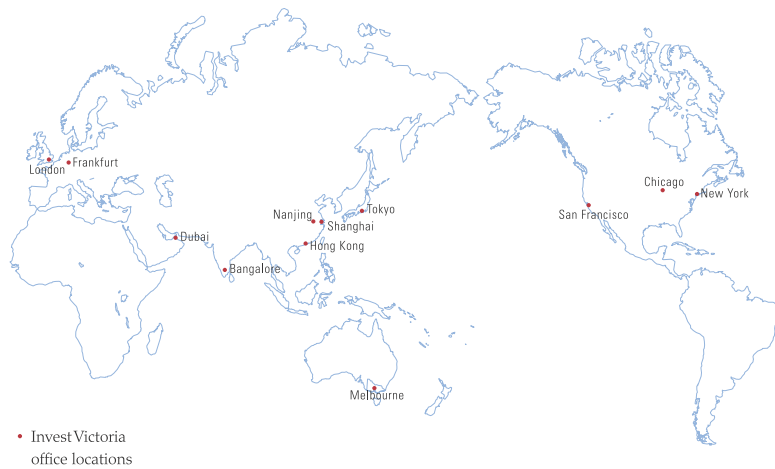 London
Frankfurt
Dubai
Bangalore
Nanjing
Shanghai
Tokyo
Hong Kong
Melbourne
San Francisco
Chicago
New York
Invest Victoria
office locations